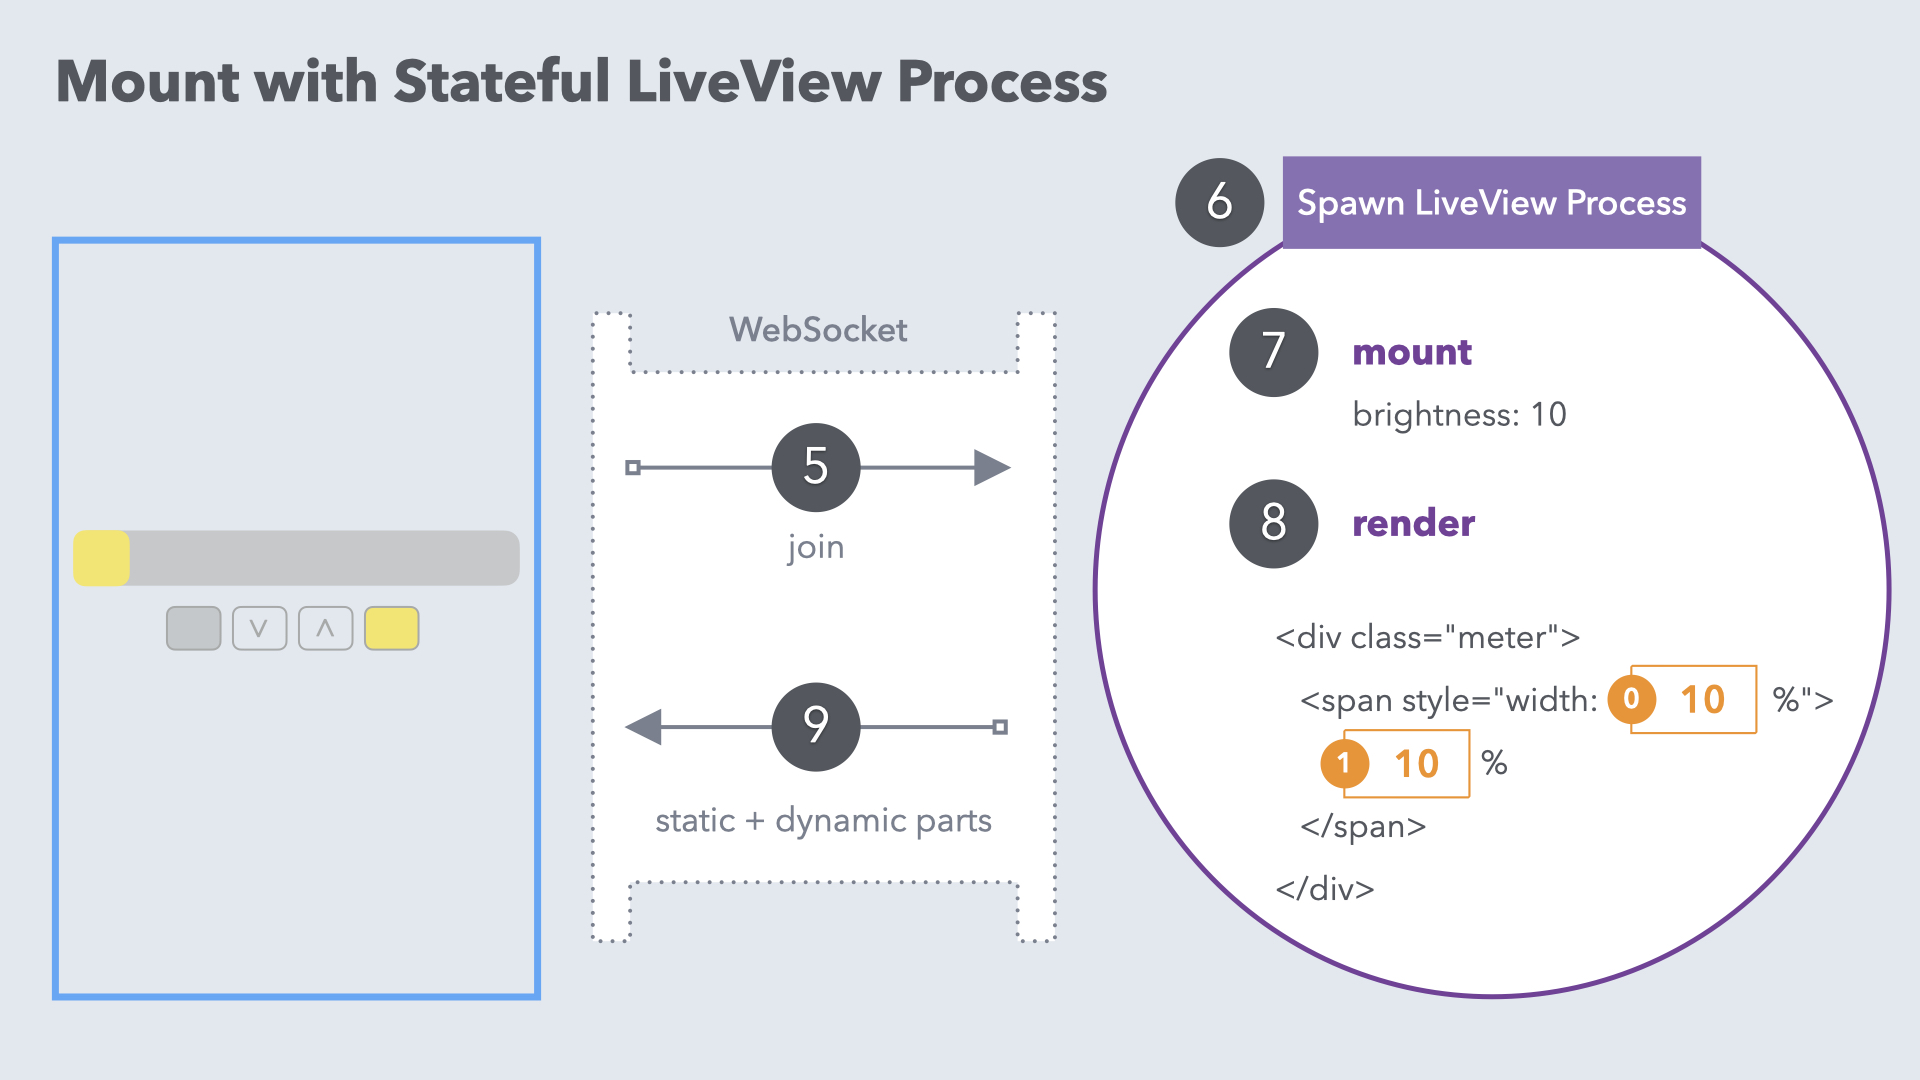 Mount with Stateful LiveView Process
6 Spawn LiveView Process
WebSocket
5
join
9
static + dynamic parts
7 mount
brightness: 10
8 render
<div class="meter">
<span style="width: 0 10 %">
1 10 %
</span>
</div>